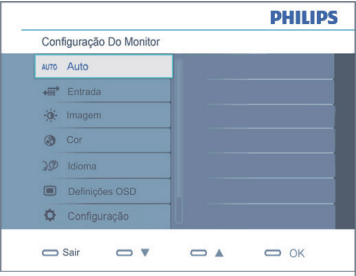 PHILIPS
Configuração Do Monitor
AUTO Auto
Entrada
Imagem
Cor
Idioma
Definições OSD
Configuração
Sair ▼ ▲ OK